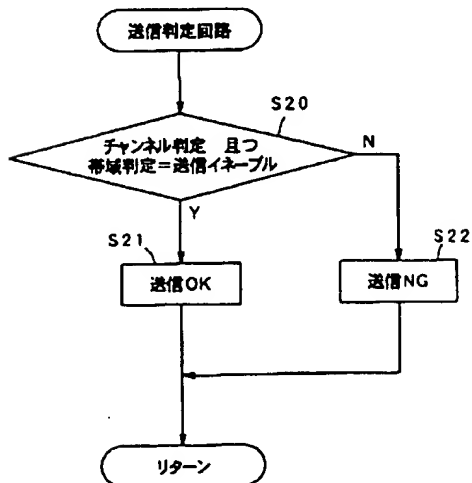 送信判定回路
S20
チャンネル判定 且つ
帯域判定=送信イネーブル
N
Y
S21
送信OK
S22
送信NG
リターン